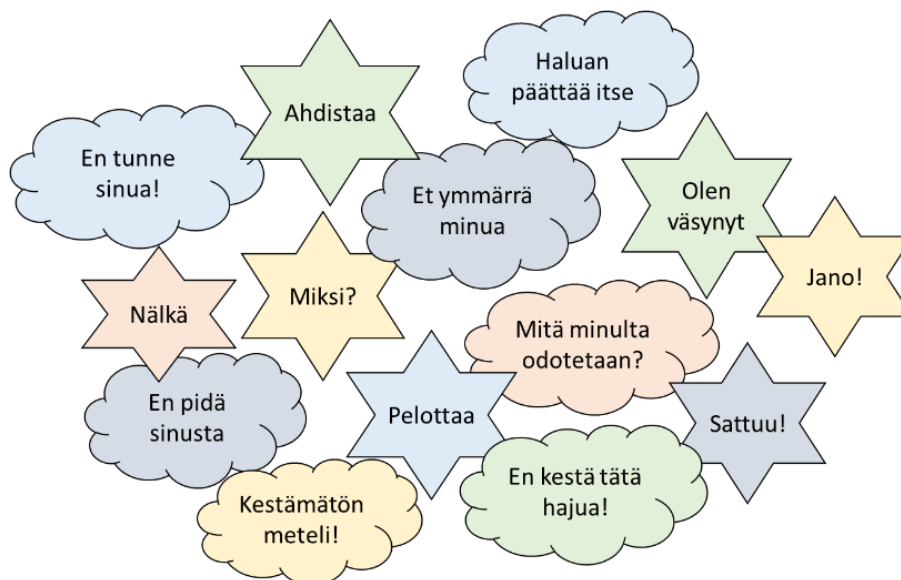 Haluan
päättää itse
Ahdistaa
En tunne
sinua!
Et ymmärrä
minua
Olen
väsynyt
Jano!
Nälkä
Miksi?
Mitä minulta
odotetaan?
En pidä
sinusta
Pelottaa
Sattuu!
Kestämätön
meteli!
En kestä tätä
hajua!